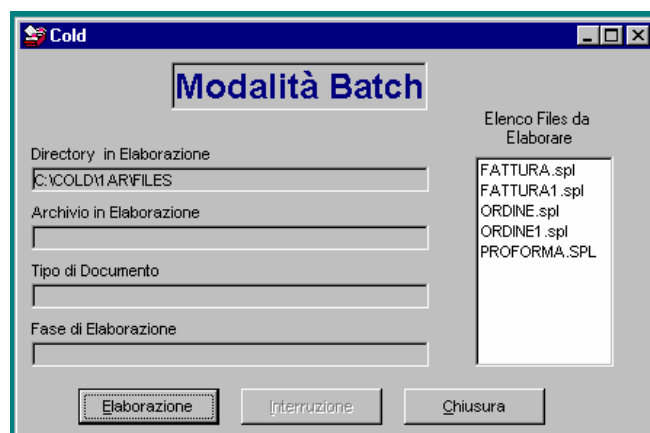 Cold
Modalità Batch
Elenco Files da
Elaborare
Directory in Elaborazione
C:\COLD\1AR\FILES
Archivio in Elaborazione
Tipo di Documento
Fase di Elaborazione
FATTURA.spl
FATTURA1.spl
ORDINE.spl
ORDINE1.spl
PROFORMA.SPL
Elaborazione
Interruzione
Chiusura